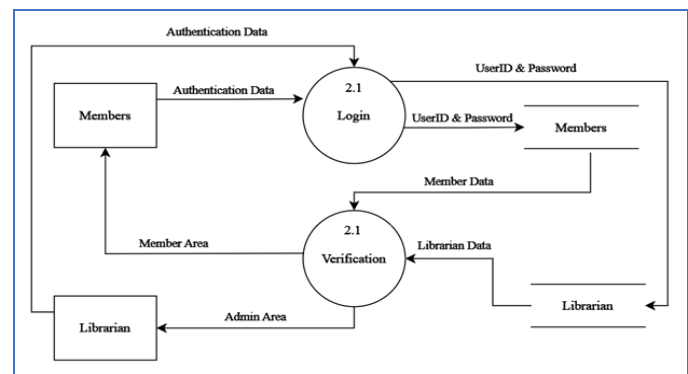 Authentication Data
UserID & Password
2.1
Login
Authentication Data
Members
UserID & Password
Members
Member Data
2.1
Verification
Member Area
Librarian Data
Admin Area
Librarian
Librarian